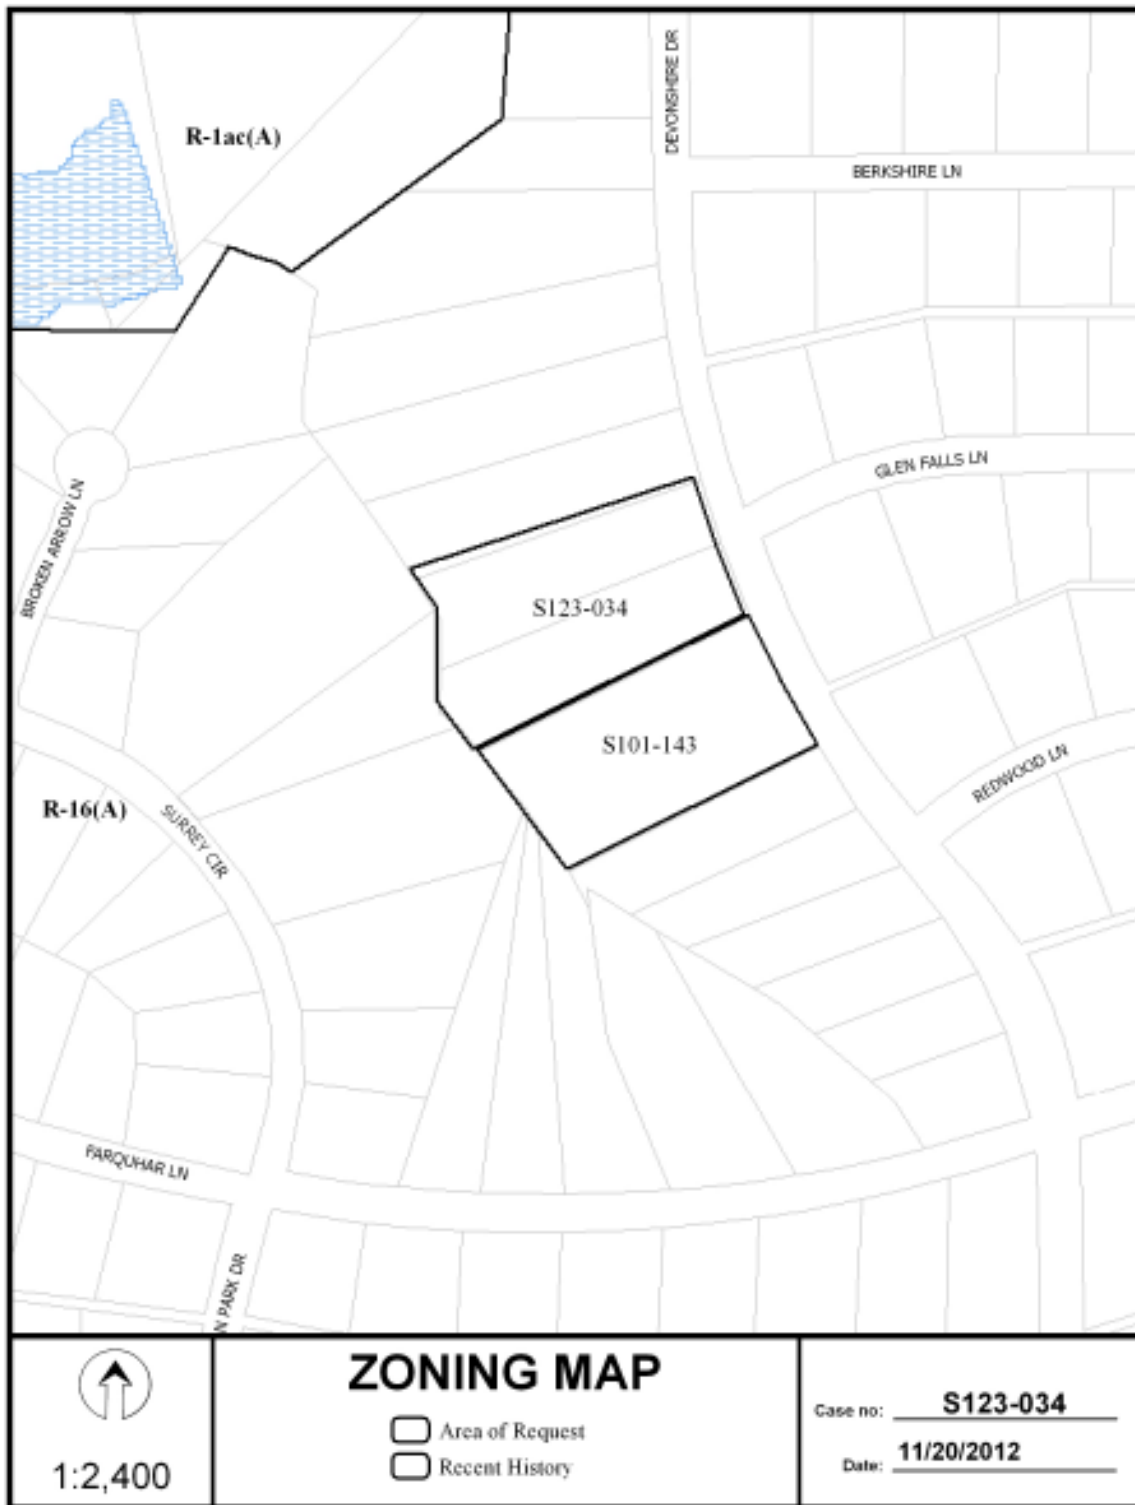 DEVONSHIRE DR
R-1ac(A)
BERKSHIRE LN
GLEN FALLS LN
BROKEN ARROW LN
S123-034
S101-143
REDWOOD LN
R-16(A)
SURREY CIR
FARQUHAR LN
N PARK DR
ZONING MAP
Area of Request
Recent History
1:2,400
Case no: S123-034
Date: 11/20/2012